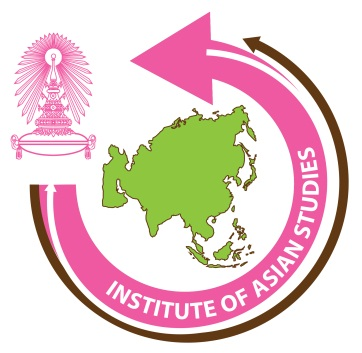 INSTITUTE OF ASIAN STUDIES